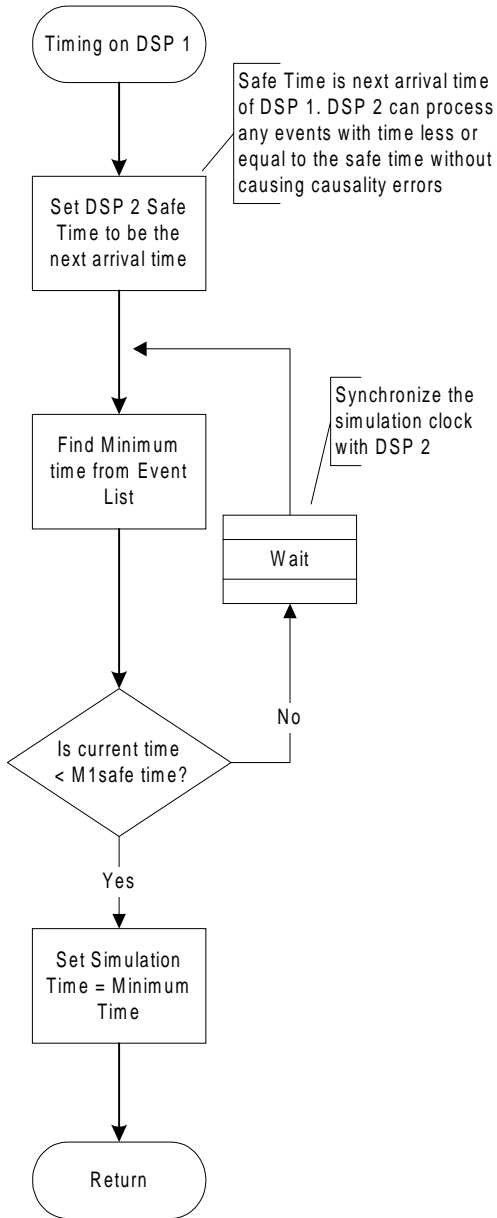 Timing on DSP 1
Safe Time is next arrival time
of DSP 1. DSP 2 can process
any events with time less or
equal to the safe time without
causing causality errors
Set DSP 2 Safe
Time to be the
next arrival time
Synchronize the
simulation clock
with DSP 2
Find Minimum
time from Event
List
Wait
No
Is current time
< M1safe time?
Yes
Set Simulation
Time = Minimum
Time
Return